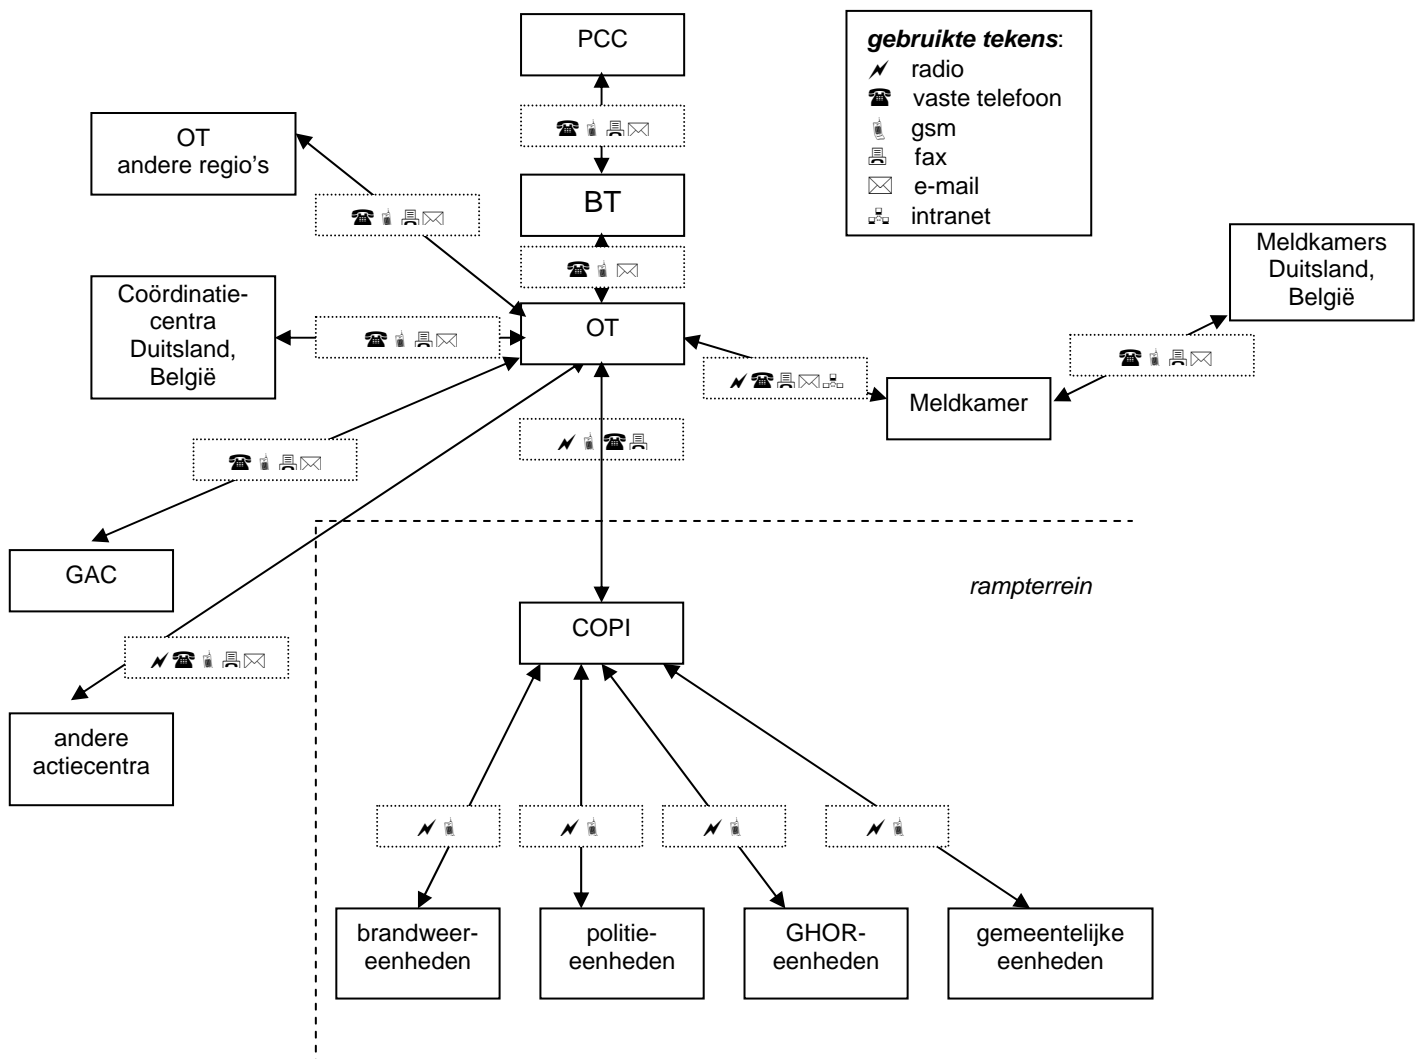 PCC
gebruikte tekens:
radio
vaste telefoon
gsm
fax
e-mail
intranet
OT
andere regio's
BT
Meldkamers
Duitsland,
België
Coördinatie-
centra
Duitsland,
België
OT
Meldkamer
GAC
rampterrein
COPI
andere
actiecentra
brandweer-
eenheden
politie-
eenheden
GHOR-
eenheden
gemeentelijke
eenheden